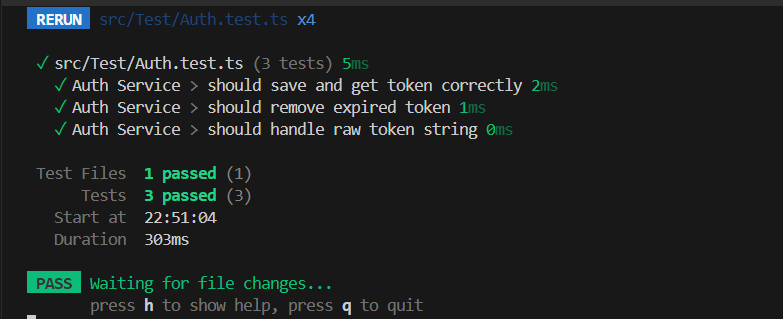 RERUN src/Test/Auth.test.ts x4
✓ src/Test/Auth.test.ts (3 tests) 5ms
✓ Auth Service > should save and get token correctly 2ms
✓ Auth Service > should remove expired token 1ms
✓ Auth Service > should handle raw token string 0ms
Test Files 1 passed (1)
Tests 3 passed (3)
Start at 22:51:04
Duration 303ms
PASS Waiting for file changes...
press h to show help, press q to quit